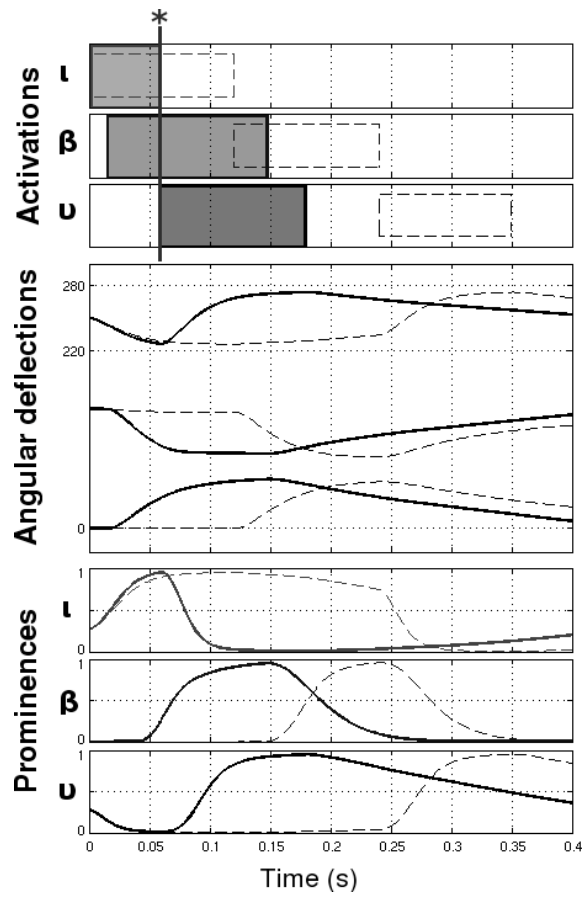 *
Activations
ι
β
υ
Angular deflections
280
220
0
Prominences
ι
1
0
β
1
0
υ
1
0
0 0.05 0.1 0.15 0.2 0.25 0.3 0.35 0.4
Time (s)